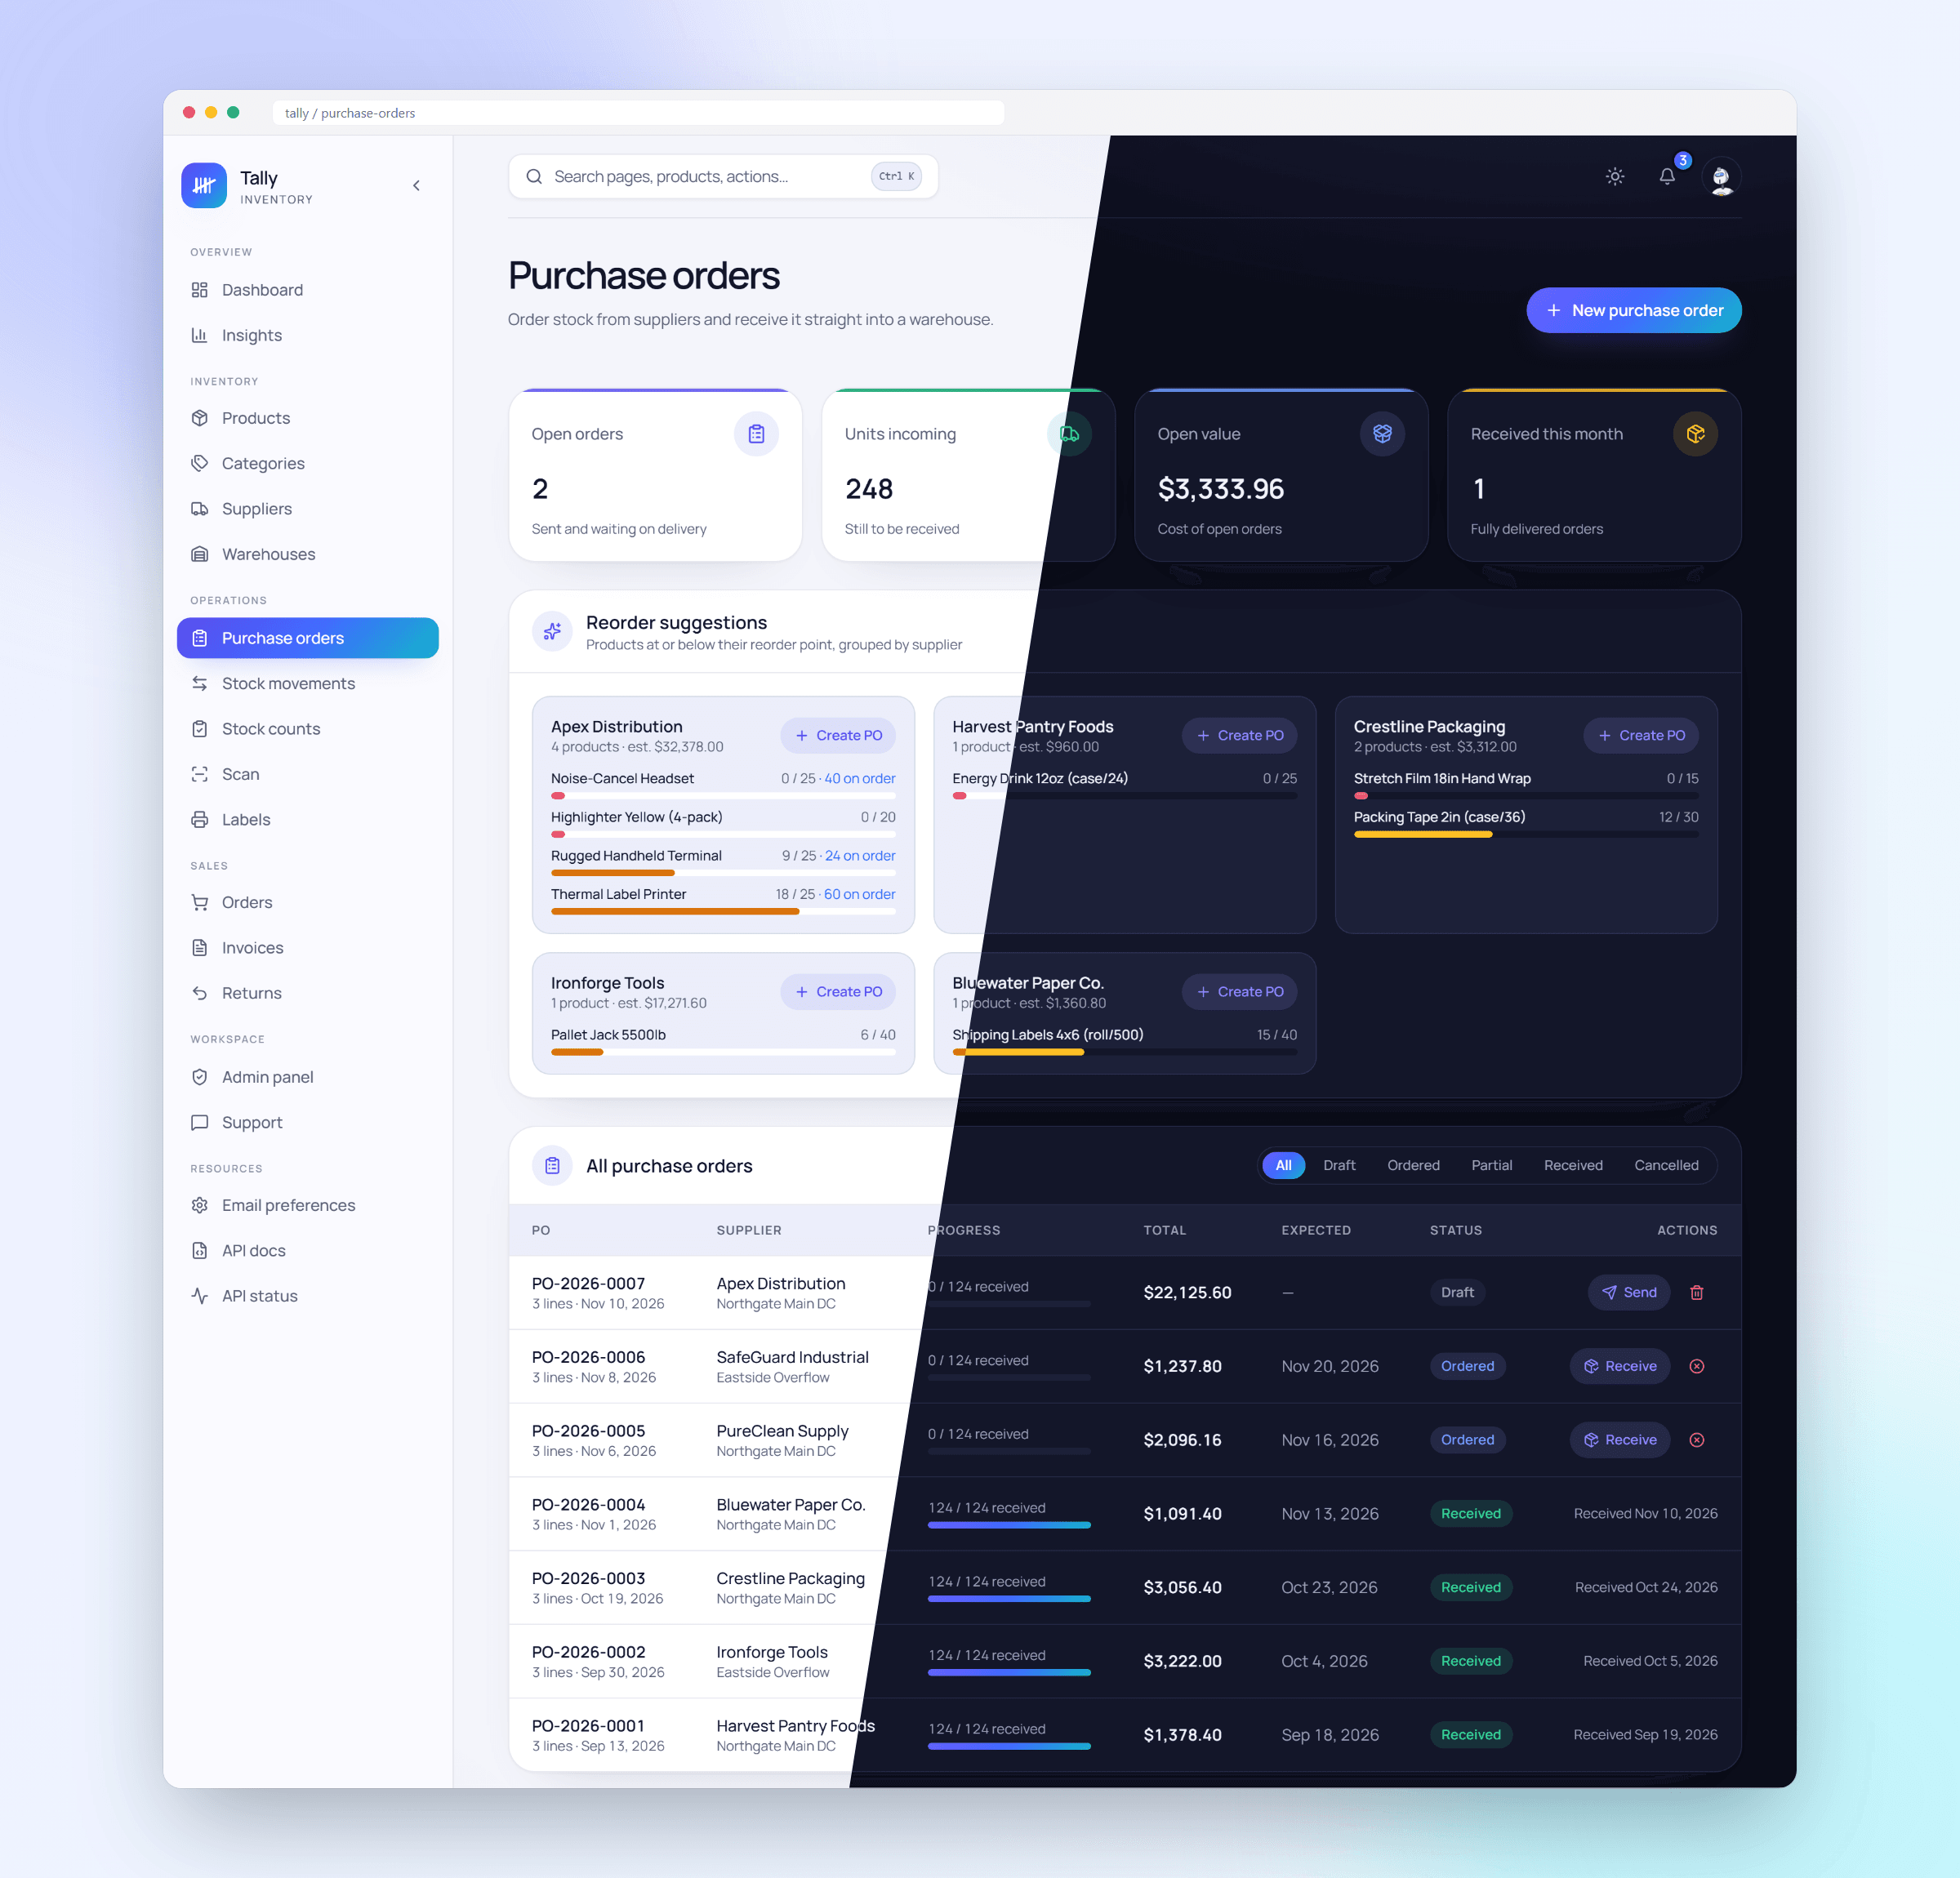 tally / purchase-orders
Tally
INVENTORY
OVERVIEW
Dashboard
Insights
INVENTORY
Products
Categories
Suppliers
Warehouses
OPERATIONS
Purchase orders
Stock movements
Stock counts
Scan
Labels
SALES
Orders
Invoices
Returns
WORKSPACE
Admin panel
Support
RESOURCES
Email preferences
API docs
API status
Search pages, products, actions... Ctrl K
3
Purchase orders
Order stock from suppliers and receive it straight into a warehouse.
+ New purchase order
Open orders
2
Sent and waiting on delivery
Units incoming
248
Still to be received
Open value
$3,333.96
Cost of open orders
Received this month
1
Fully delivered orders
Reorder suggestions
Products at or below their reorder point, grouped by supplier
Apex Distribution
4 products · est. $32,378.00
+ Create PO
Noise-Cancel Headset 0 / 25 · 40 on order
Highlighter Yellow (4-pack) 0 / 20
Rugged Handheld Terminal 9 / 25 · 24 on order
Thermal Label Printer 18 / 25 · 60 on order
Harvest Pantry Foods
1 product · est. $960.00
+ Create PO
Energy Drink 12oz (case/24) 0 / 25
Crestline Packaging
2 products · est. $3,312.00
+ Create PO
Stretch Film 18in Hand Wrap 0 / 15
Packing Tape 2in (case/36) 12 / 30
Ironforge Tools
1 product · est. $17,271.60
+ Create PO
Pallet Jack 5500lb 6 / 40
Bluewater Paper Co.
1 product · est. $1,360.80
+ Create PO
Shipping Labels 4x6 (roll/500) 15 / 40
All purchase orders
All Draft Ordered Partial Received Cancelled
PO SUPPLIER PROGRESS TOTAL EXPECTED STATUS ACTIONS
PO-2026-0007 Apex Distribution 0 / 124 received $22,125.60 — Draft Send
3 lines · Nov 10, 2026 Northgate Main DC
PO-2026-0006 SafeGuard Industrial 0 / 124 received $1,237.80 Nov 20, 2026 Ordered Receive
3 lines · Nov 8, 2026 Eastside Overflow
PO-2026-0005 PureClean Supply 0 / 124 received $2,096.16 Nov 16, 2026 Ordered Receive
3 lines · Nov 6, 2026 Northgate Main DC
PO-2026-0004 Bluewater Paper Co. 124 / 124 received $1,091.40 Nov 13, 2026 Received Received Nov 10, 2026
3 lines · Nov 1, 2026 Northgate Main DC
PO-2026-0003 Crestline Packaging 124 / 124 received $3,056.40 Oct 23, 2026 Received Received Oct 24, 2026
3 lines · Oct 19, 2026 Northgate Main DC
PO-2026-0002 Ironforge Tools 124 / 124 received $3,222.00 Oct 4, 2026 Received Received Oct 5, 2026
3 lines · Sep 30, 2026 Eastside Overflow
PO-2026-0001 Harvest Pantry Foods 124 / 124 received $1,378.40 Sep 18, 2026 Received Received Sep 19, 2026
3 lines · Sep 13, 2026 Northgate Main DC